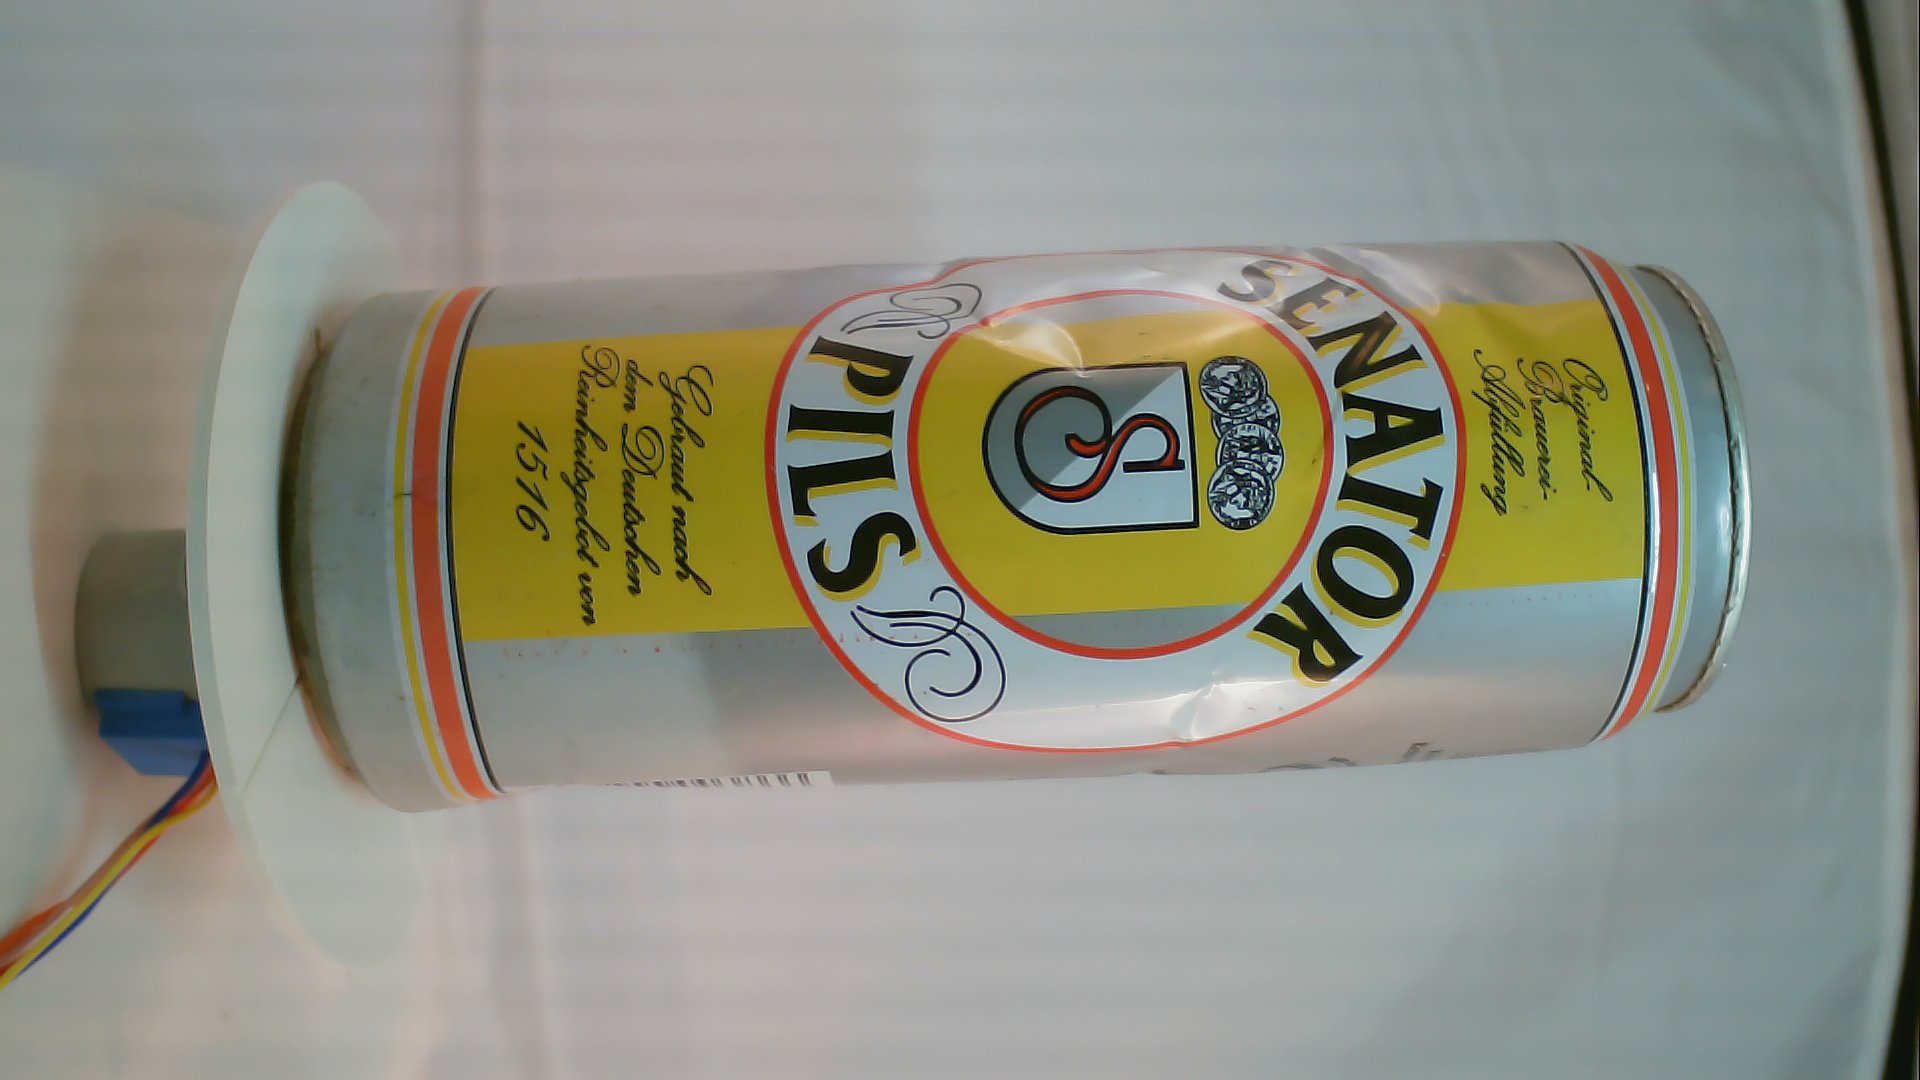 Original
Brauerei-
Abfüllung
SENATOR
S
PILS
Gebraut nach
dem Deutschen
Reinheitsgebot von
1516